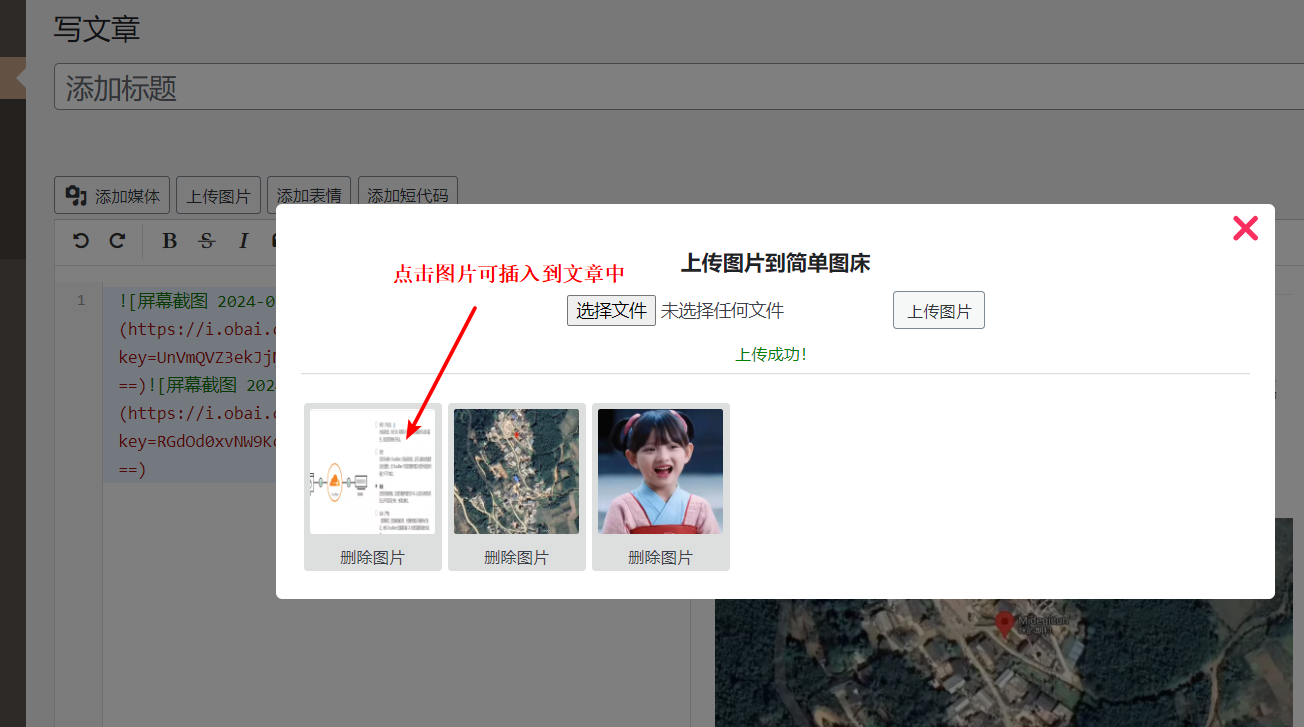 写文章
添加标题
添加媒体 上传图片 添加表情 添加短代码
B S I
点击图片可插入到文章中
上传图片到简单图床
选择文件 未选择任何文件 上传图片
上传成功！
1 ![屏幕截图 2024-0
(https://i.obai.
key=UnVmQVZ3ekJj
==)![屏幕截图 202
(https://i.obai.
key=RGdOd0xvNW9K
==)
删除图片 删除图片 删除图片